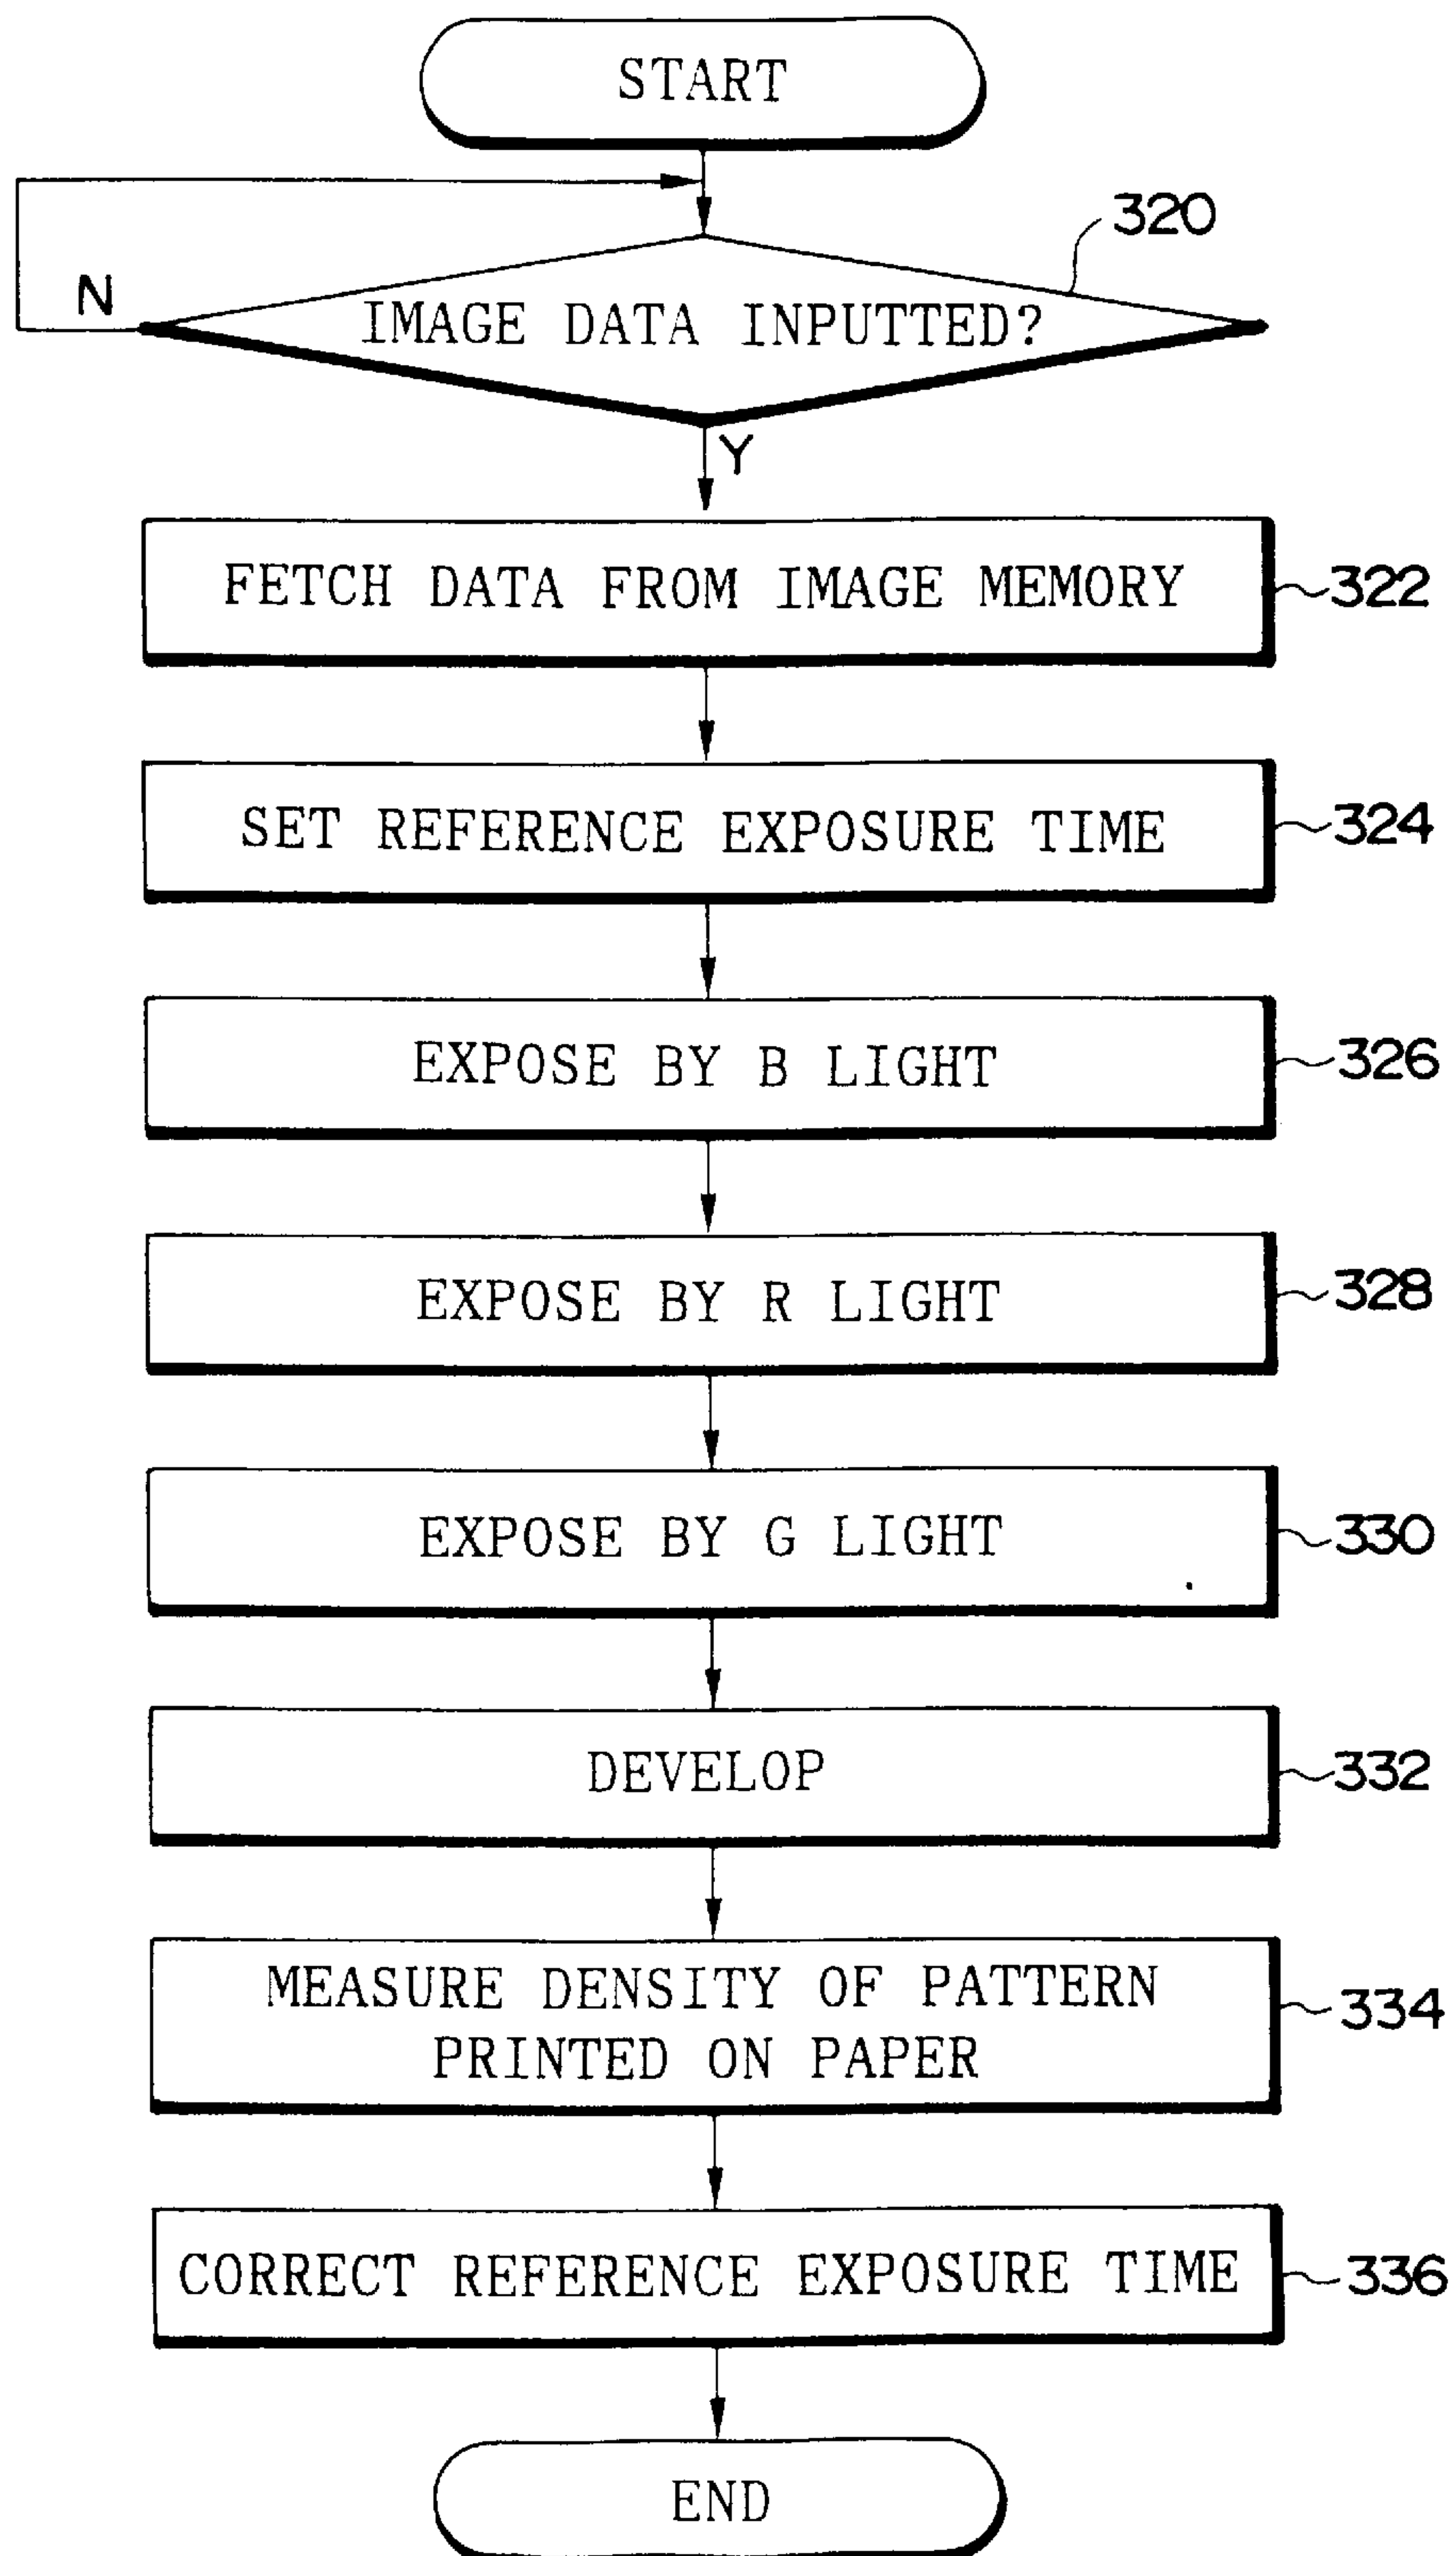 START
320
N
IMAGE DATA INPUTTED?
Y
FETCH DATA FROM IMAGE MEMORY
322
SET REFERENCE EXPOSURE TIME
324
EXPOSE BY B LIGHT
326
EXPOSE BY R LIGHT
328
EXPOSE BY G LIGHT
330
DEVELOP
332
MEASURE DENSITY OF PATTERN
PRINTED ON PAPER
334
CORRECT REFERENCE EXPOSURE TIME
336
END